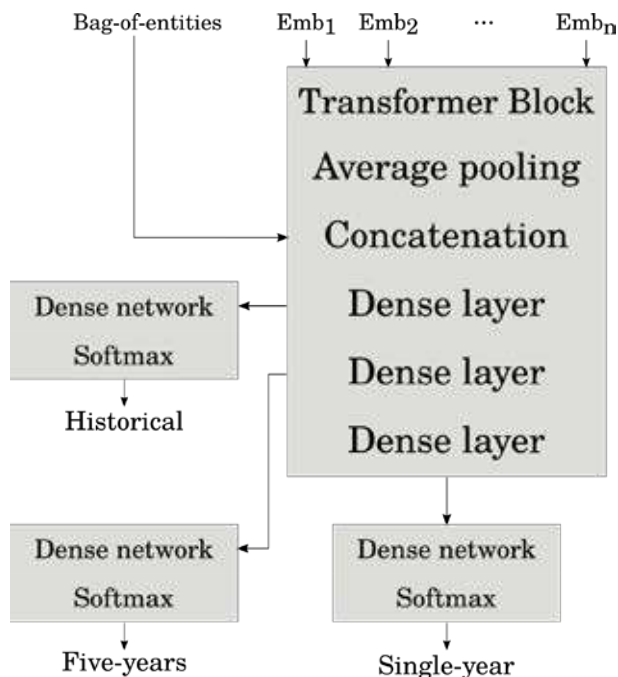 Bag-of-entities Emb1 Emb2 ... Embn
Transformer Block
Average pooling
Concatenation
Dense layer
Dense layer
Dense layer
Dense network
Softmax
Historical
Dense network
Softmax
Five-years
Dense network
Softmax
Single-year